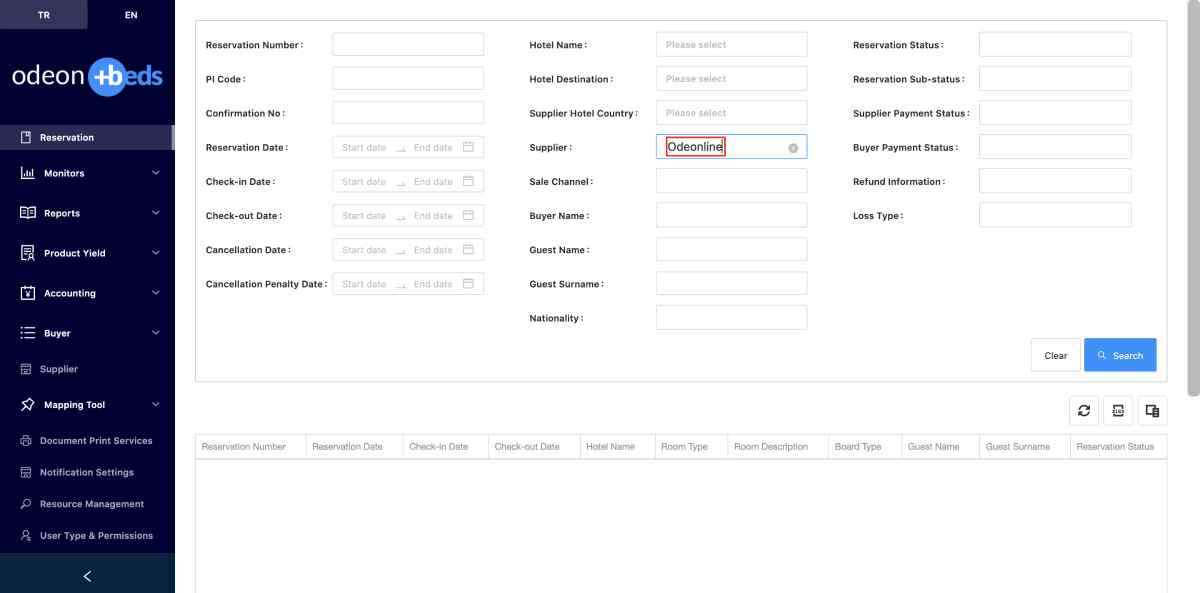 TR EN
odeon +beds
Reservation
Monitors
Reports
Product Yield
Accounting
Buyer
Supplier
Mapping Tool
Document Print Services
Notification Settings
Resource Management
User Type & Permissions
Reservation Number :
PI Code :
Confirmation No :
Reservation Date : Start date End date
Check-in Date : Start date End date
Check-out Date : Start date End date
Cancellation Date : Start date End date
Cancellation Penalty Date : Start date End date
Hotel Name : Please select
Hotel Destination : Please select
Supplier Hotel Country : Please select
Supplier : Odeonline
Sale Channel :
Buyer Name :
Guest Name :
Guest Surname :
Nationality :
Reservation Status :
Reservation Sub-status :
Supplier Payment Status :
Buyer Payment Status :
Refund Information :
Loss Type :
Clear Search
Reservation Number Reservation Date Check-in Date Check-out Date Hotel Name Room Type Room Description Board Type Guest Name Guest Surname Reservation Status